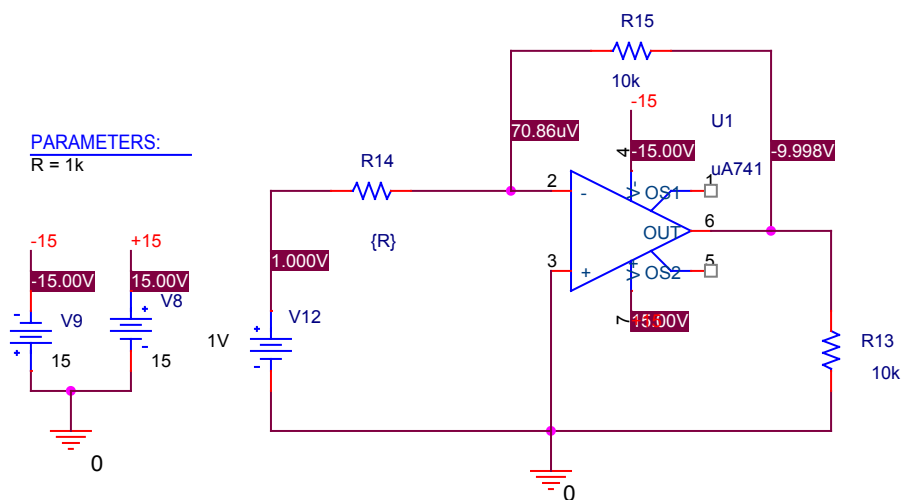 R15
10k
-15
U1
70.86uV
-15.00V
-9.998V
PARAMETERS:
R = 1k
4
uA741
R14
2
-
V-
OS1
1
{R}
OUT
6
-15
+15
1.000V
3
+
V+
OS2
5
-15.00V
15.00V
V8
7
15.00V
V9
V12
1V
R13
15
15
10k
0
0